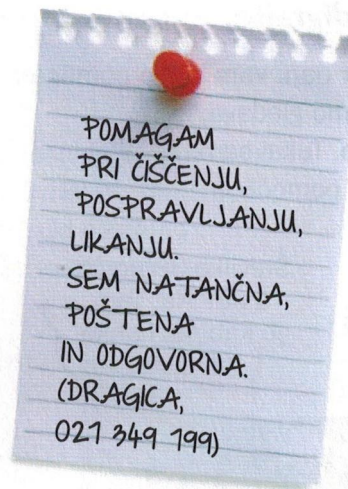 POMAGAM
PRI ČIŠČENJU,
POSPRAVLJANJU,
LIKANJU.
SEM NATANČNA,
POŠTENA
IN ODGOVORNA.
(DRAGICA,
021 349 199)